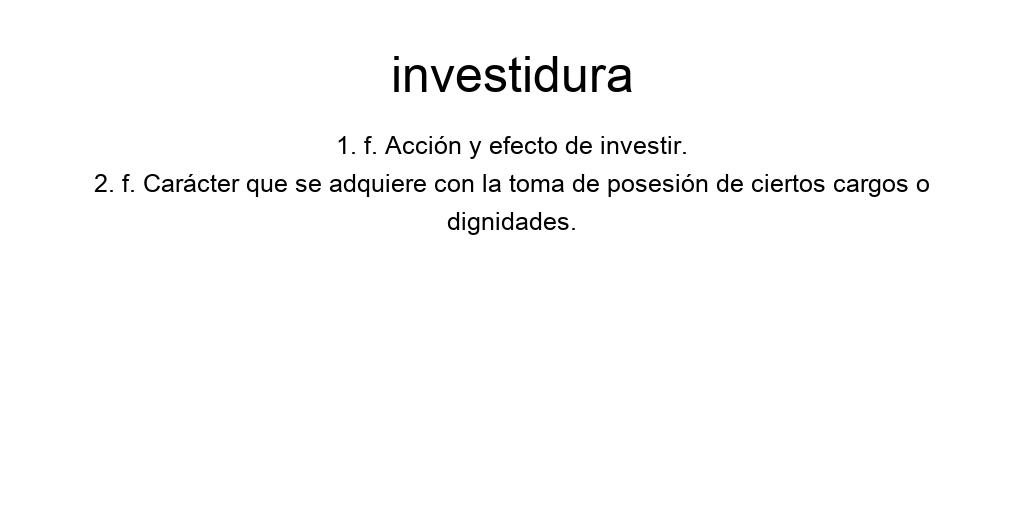 investidura
1. f. Acción y efecto de investir.
2. f. Carácter que se adquiere con la toma de posesión de ciertos cargos o
dignidades.